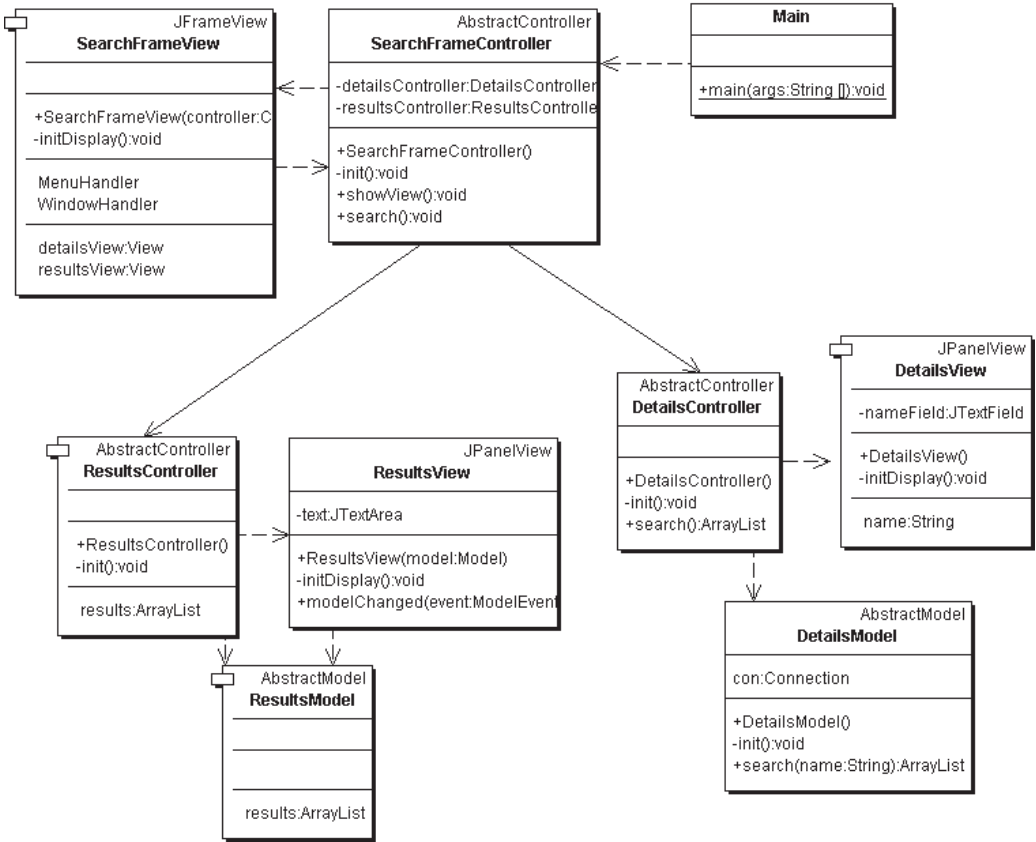 JFrameView
SearchFrameView
+SearchFrameView(controller:C
-initDisplay():void
MenuHandler
WindowHandler
detailsView:View
resultsView:View
AbstractController
SearchFrameController
-detailsController:DetailsController
-resultsController:ResultsControlle
+SearchFrameController()
-init():void
+showView():void
+search():void
Main
+main(args:String []):void
AbstractController
ResultsController
+ResultsController()
-init():void
results:ArrayList
JPanelView
ResultsView
-text:JTextArea
+ResultsView(model:Model)
-initDisplay():void
+modelChanged(event:ModelEvent
AbstractModel
ResultsModel
results:ArrayList
AbstractController
DetailsController
+DetailsController()
-init():void
+search():ArrayList
JPanelView
DetailsView
-nameField:JTextField
+DetailsView()
-initDisplay():void
name:String
AbstractModel
DetailsModel
con:Connection
+DetailsModel()
-init():void
+search(name:String):ArrayList